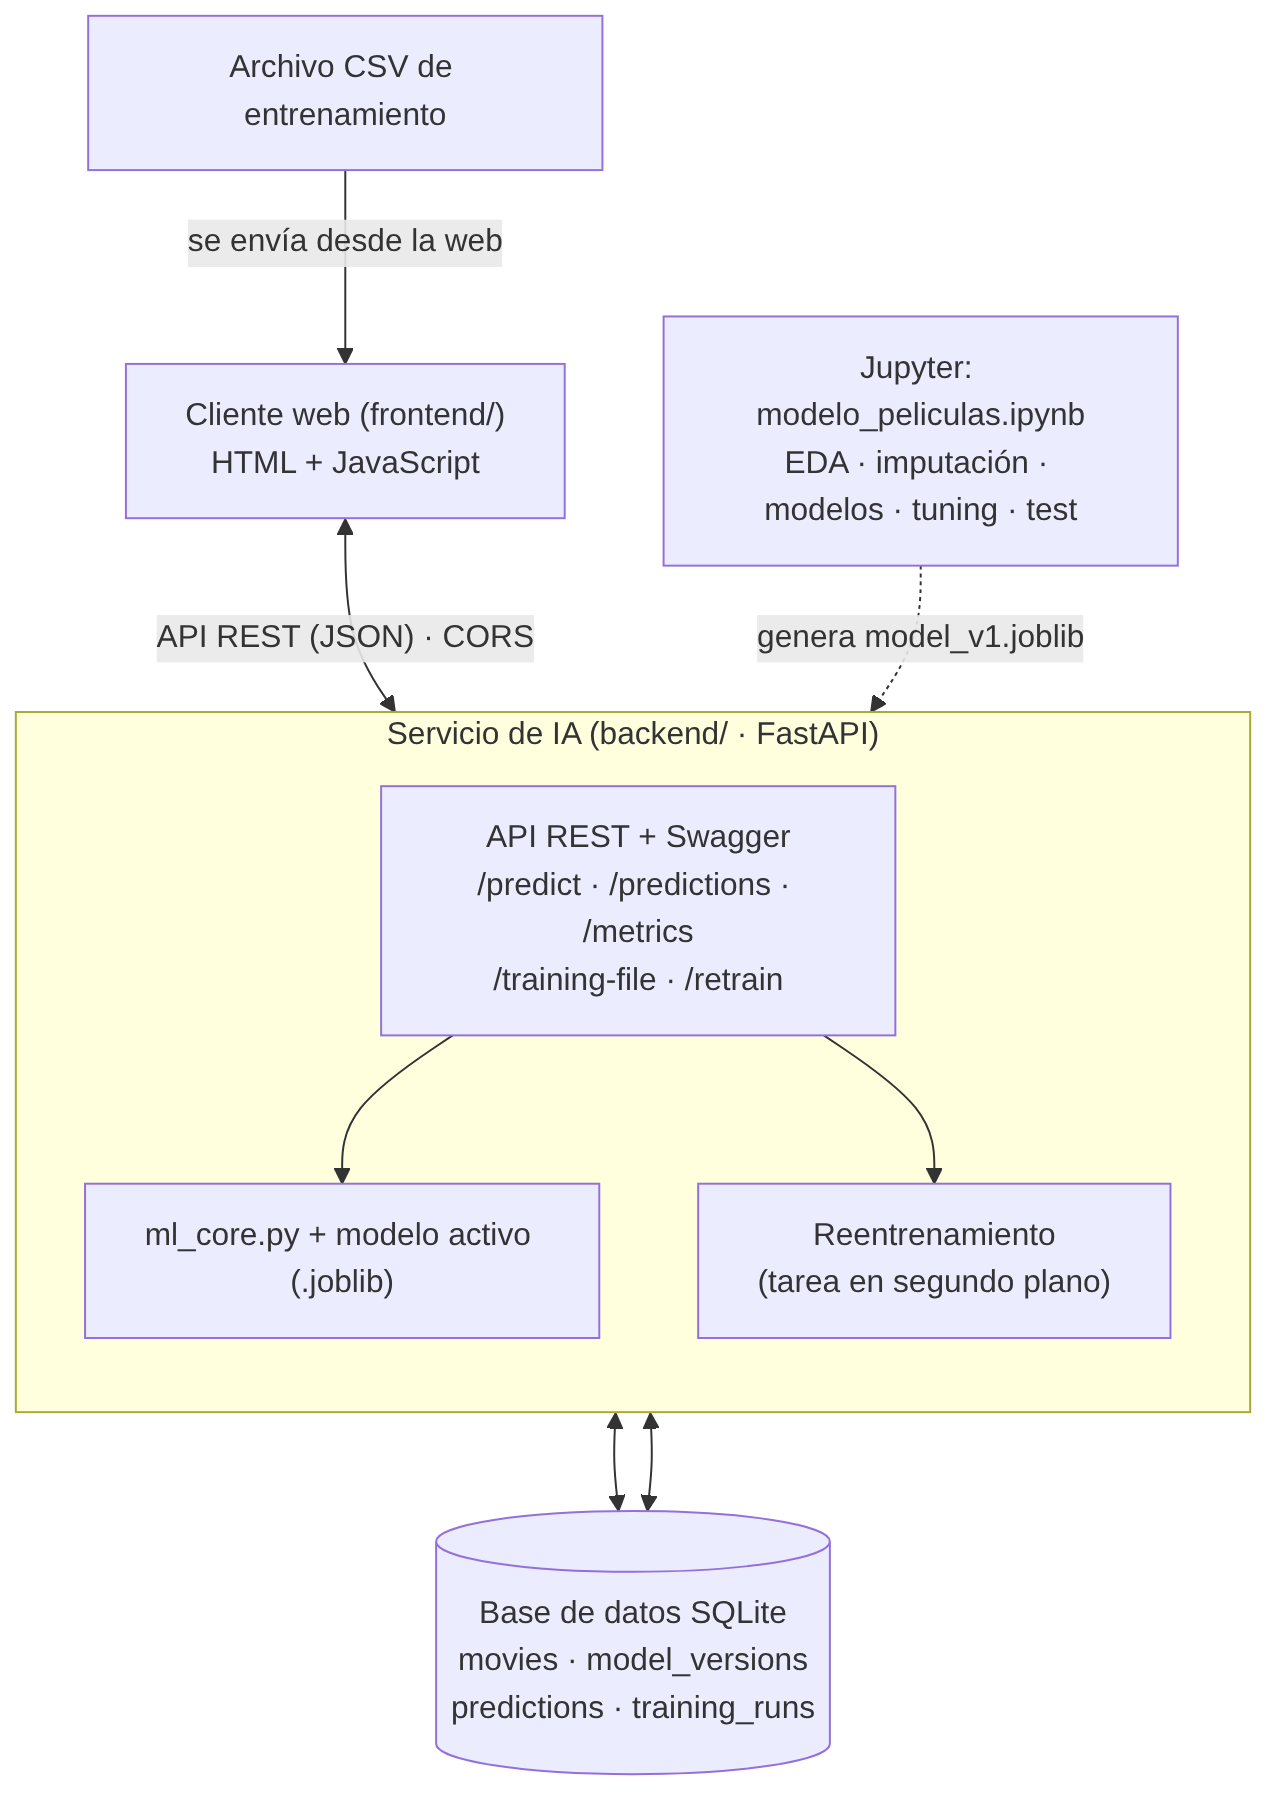 Archivo CSV de
entrenamiento
se envía desde la web
Cliente web (frontend/)
HTML + JavaScript
Jupyter:
modelo_peliculas.ipynb
EDA · imputación ·
modelos · tuning · test
API REST (JSON) · CORS
genera model_v1.joblib
Servicio de IA (backend/ · FastAPI)
API REST + Swagger
/predict · /predictions ·
/metrics
/training-file · /retrain
ml_core.py + modelo activo
(.joblib)
Reentrenamiento
(tarea en segundo plano)
Base de datos SQLite
movies · model_versions
predictions · training_runs